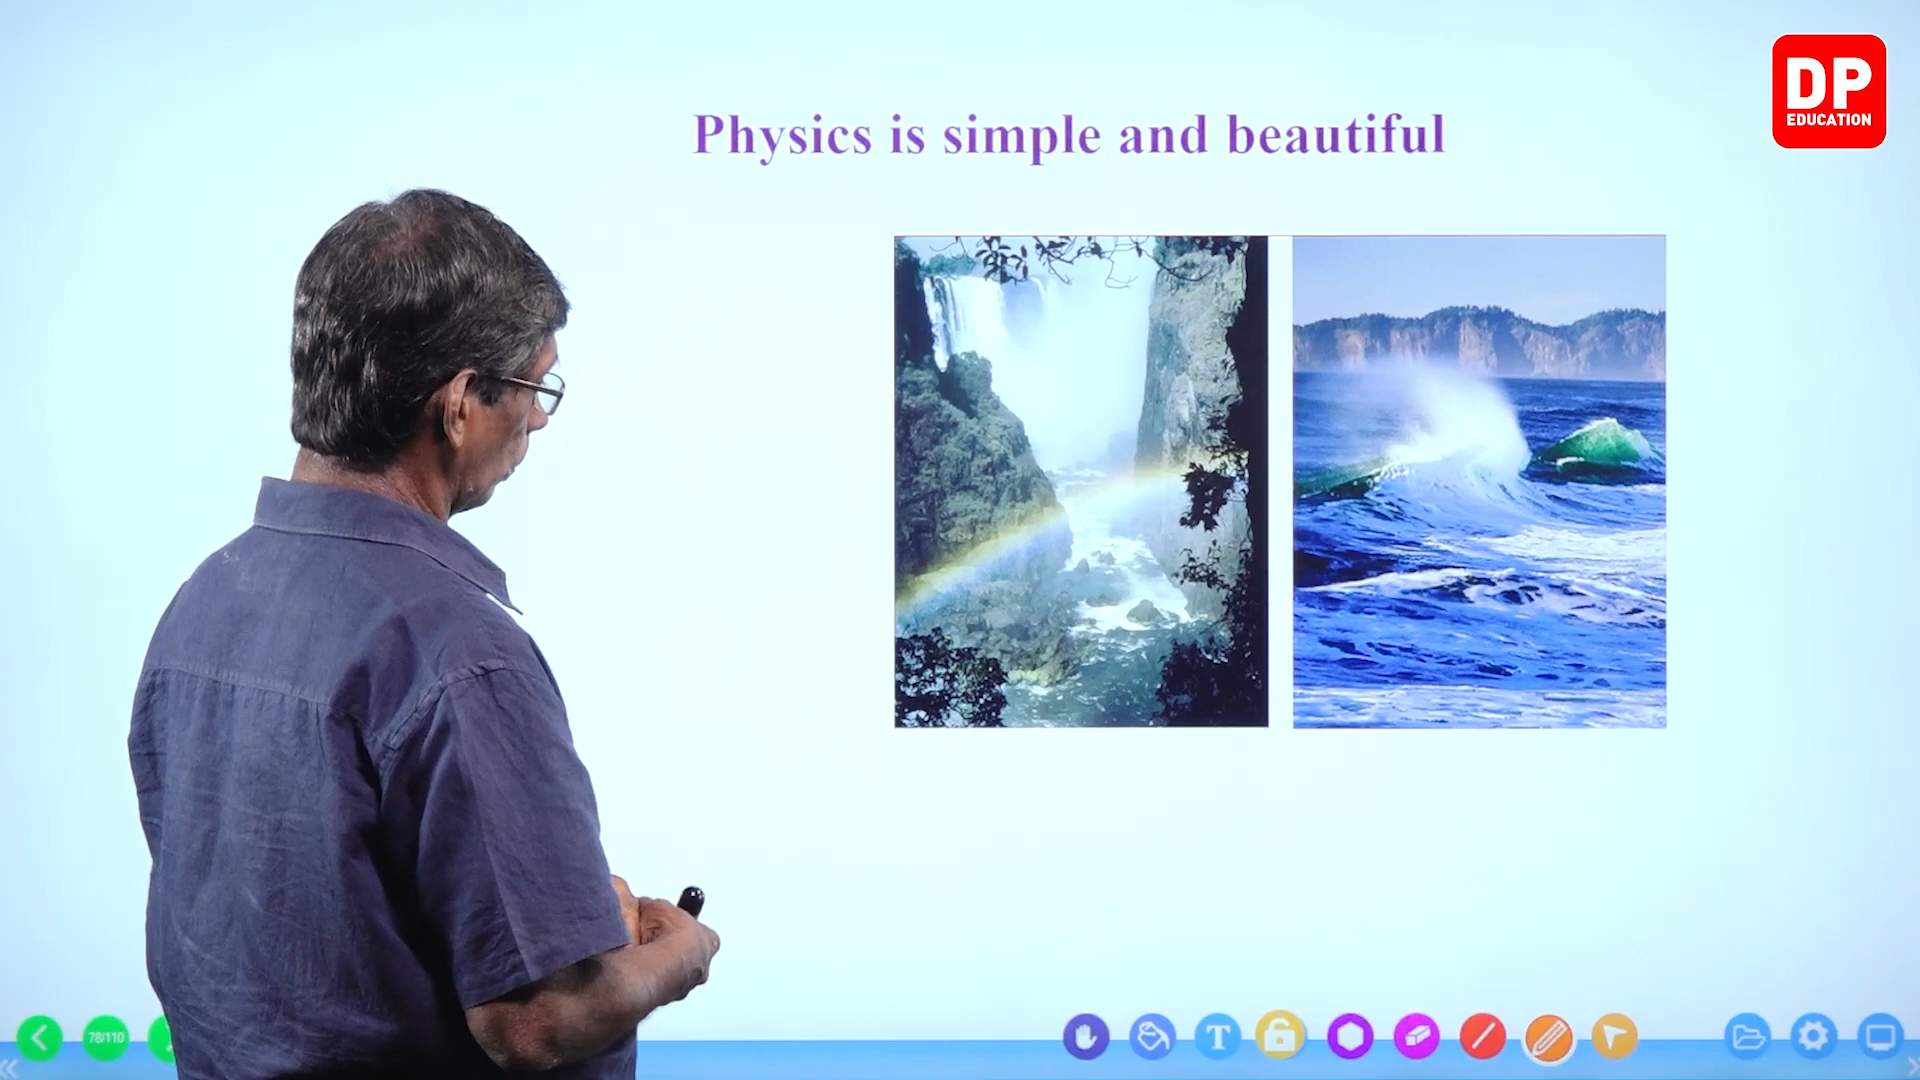 DP
EDUCATION
Physics is simple and beautiful
78/110
T